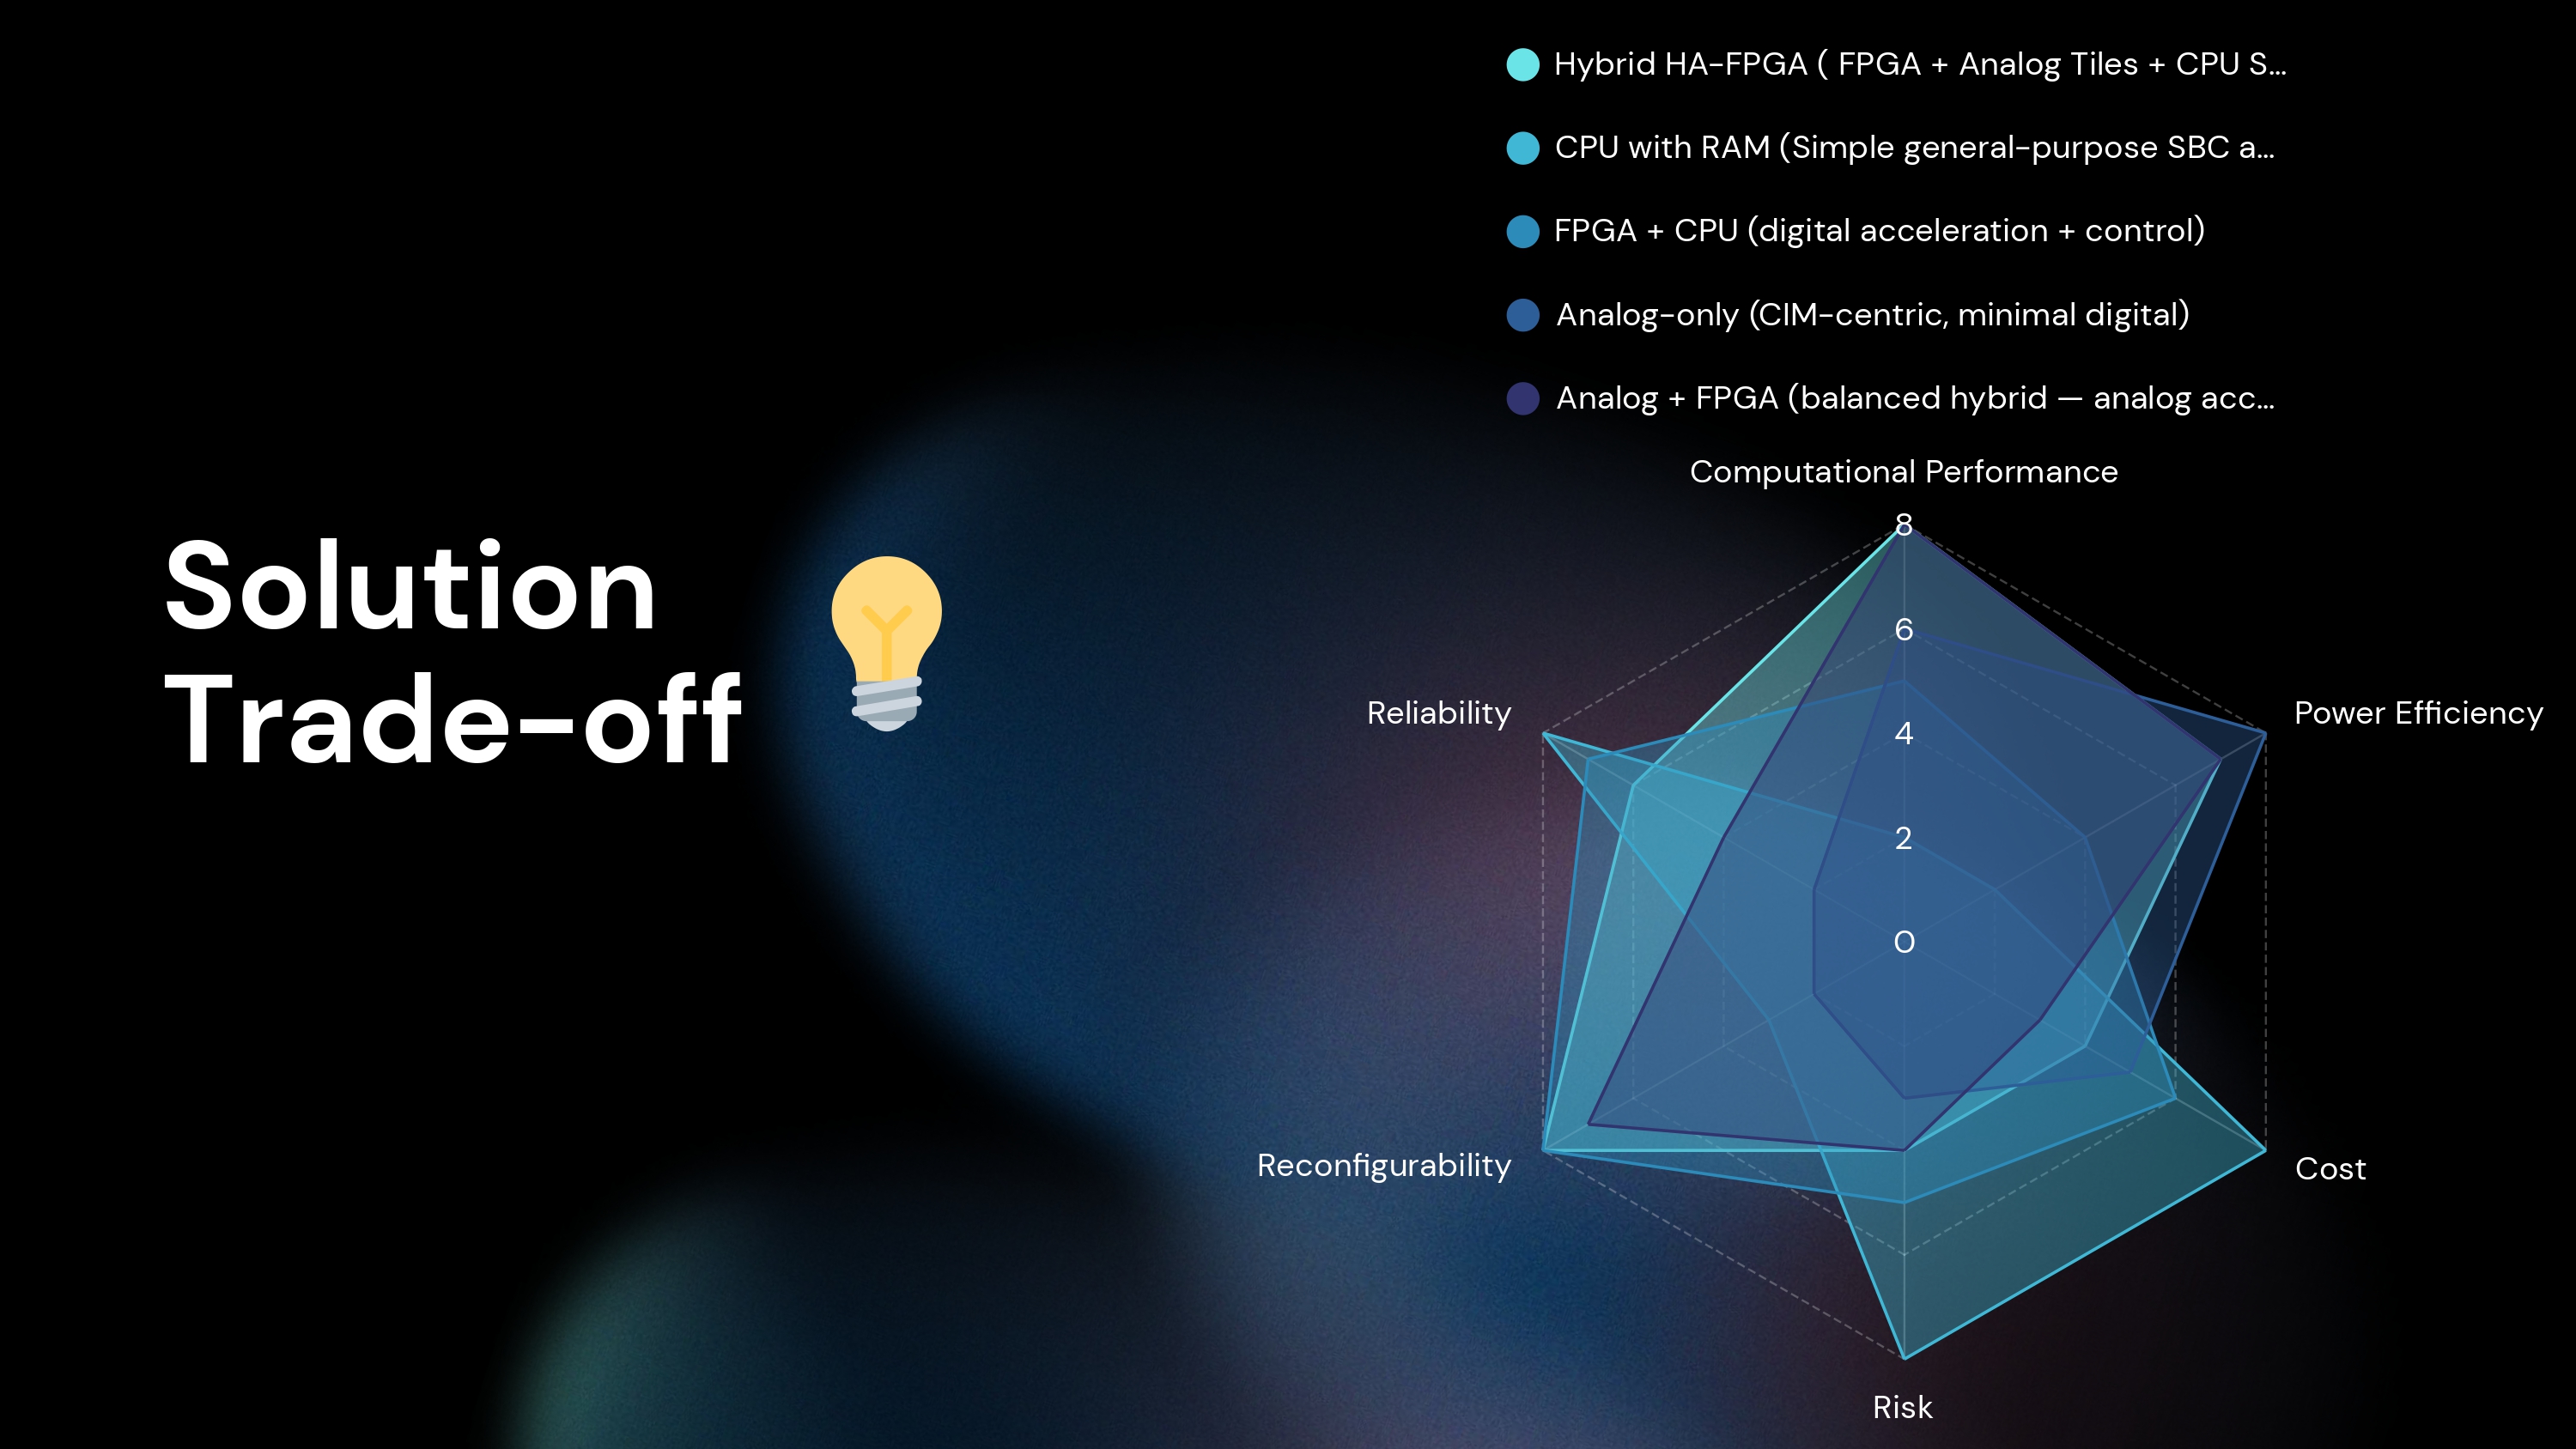 Solution
Trade-off
Hybrid HA-FPGA ( FPGA + Analog Tiles + CPU S...
CPU with RAM (Simple general-purpose SBC a...
FPGA + CPU (digital acceleration + control)
Analog-only (CIM-centric, minimal digital)
Analog + FPGA (balanced hybrid — analog acc...
Computational Performance
8
6
Reliability
Power Efficiency
4
2
0
Reconfigurability
Cost
Risk